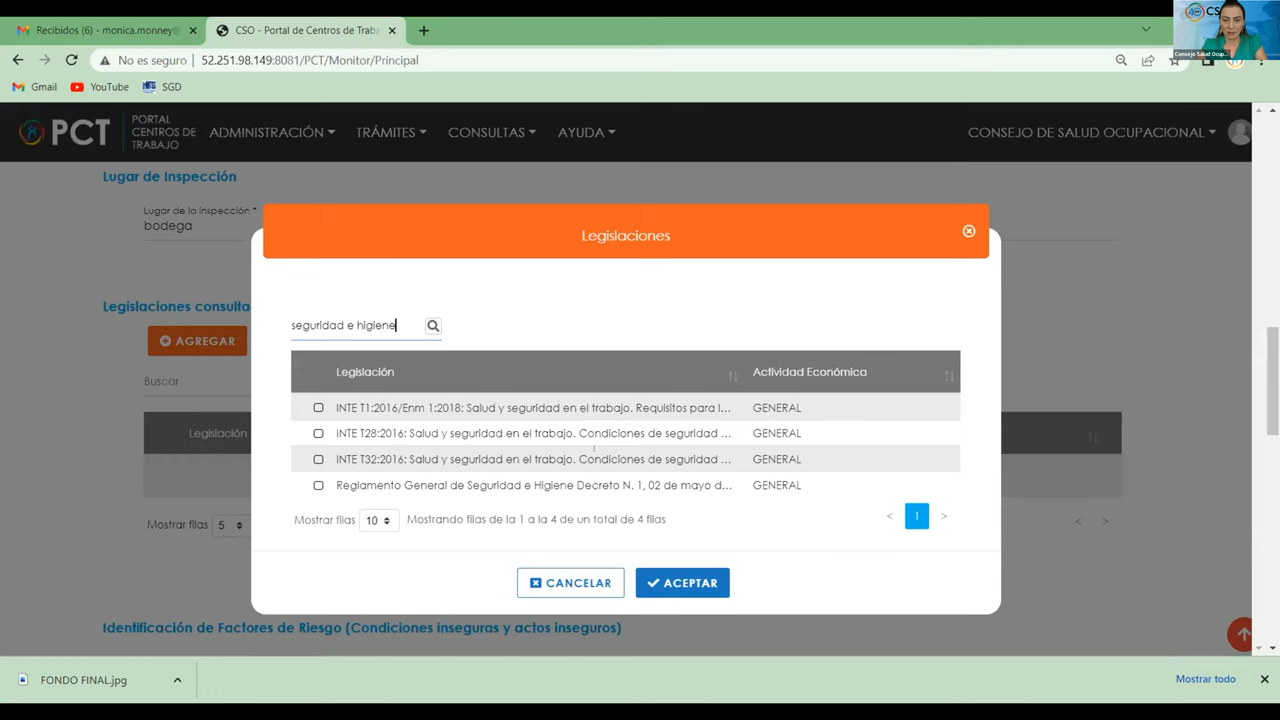 Recibidos (6) - monica.monney@
CSO - Portal de Centros de Traba
No es seguro
52.251.98.149:8081/PCT/Monitor/Principal
Gmail
YouTube
SGD
Consejo Salud Ocup...
PCT
PORTAL
CENTROS DE
TRABAJO
ADMINISTRACIÓN
TRÁMITES
CONSULTAS
AYUDA
CONSEJO DE SALUD OCUPACIONAL
Lugar de Inspección
Lugar de la inspección *
bodega
Legislaciones consulta
AGREGAR
Buscar
Legislación
Mostrar filas 5
Legislaciones
seguridad e higiene
Legislación Actividad Económica
INTE T1:2016/Enm 1:2018: Salud y seguridad en el trabajo. Requisitos para l... GENERAL
INTE T28:2016: Salud y seguridad en el trabajo. Condiciones de seguridad ... GENERAL
INTE T32:2016: Salud y seguridad en el trabajo. Condiciones de seguridad ... GENERAL
Reglamento General de Seguridad e Higiene Decreto N. 1, 02 de mayo d... GENERAL
Mostrar filas 10 Mostrando filas de la 1 a la 4 de un total de 4 filas < 1 >
CANCELAR
ACEPTAR
Identificación de Factores de Riesgo (Condiciones inseguras y actos inseguros)
FONDO FINAL.jpg
Mostrar todo